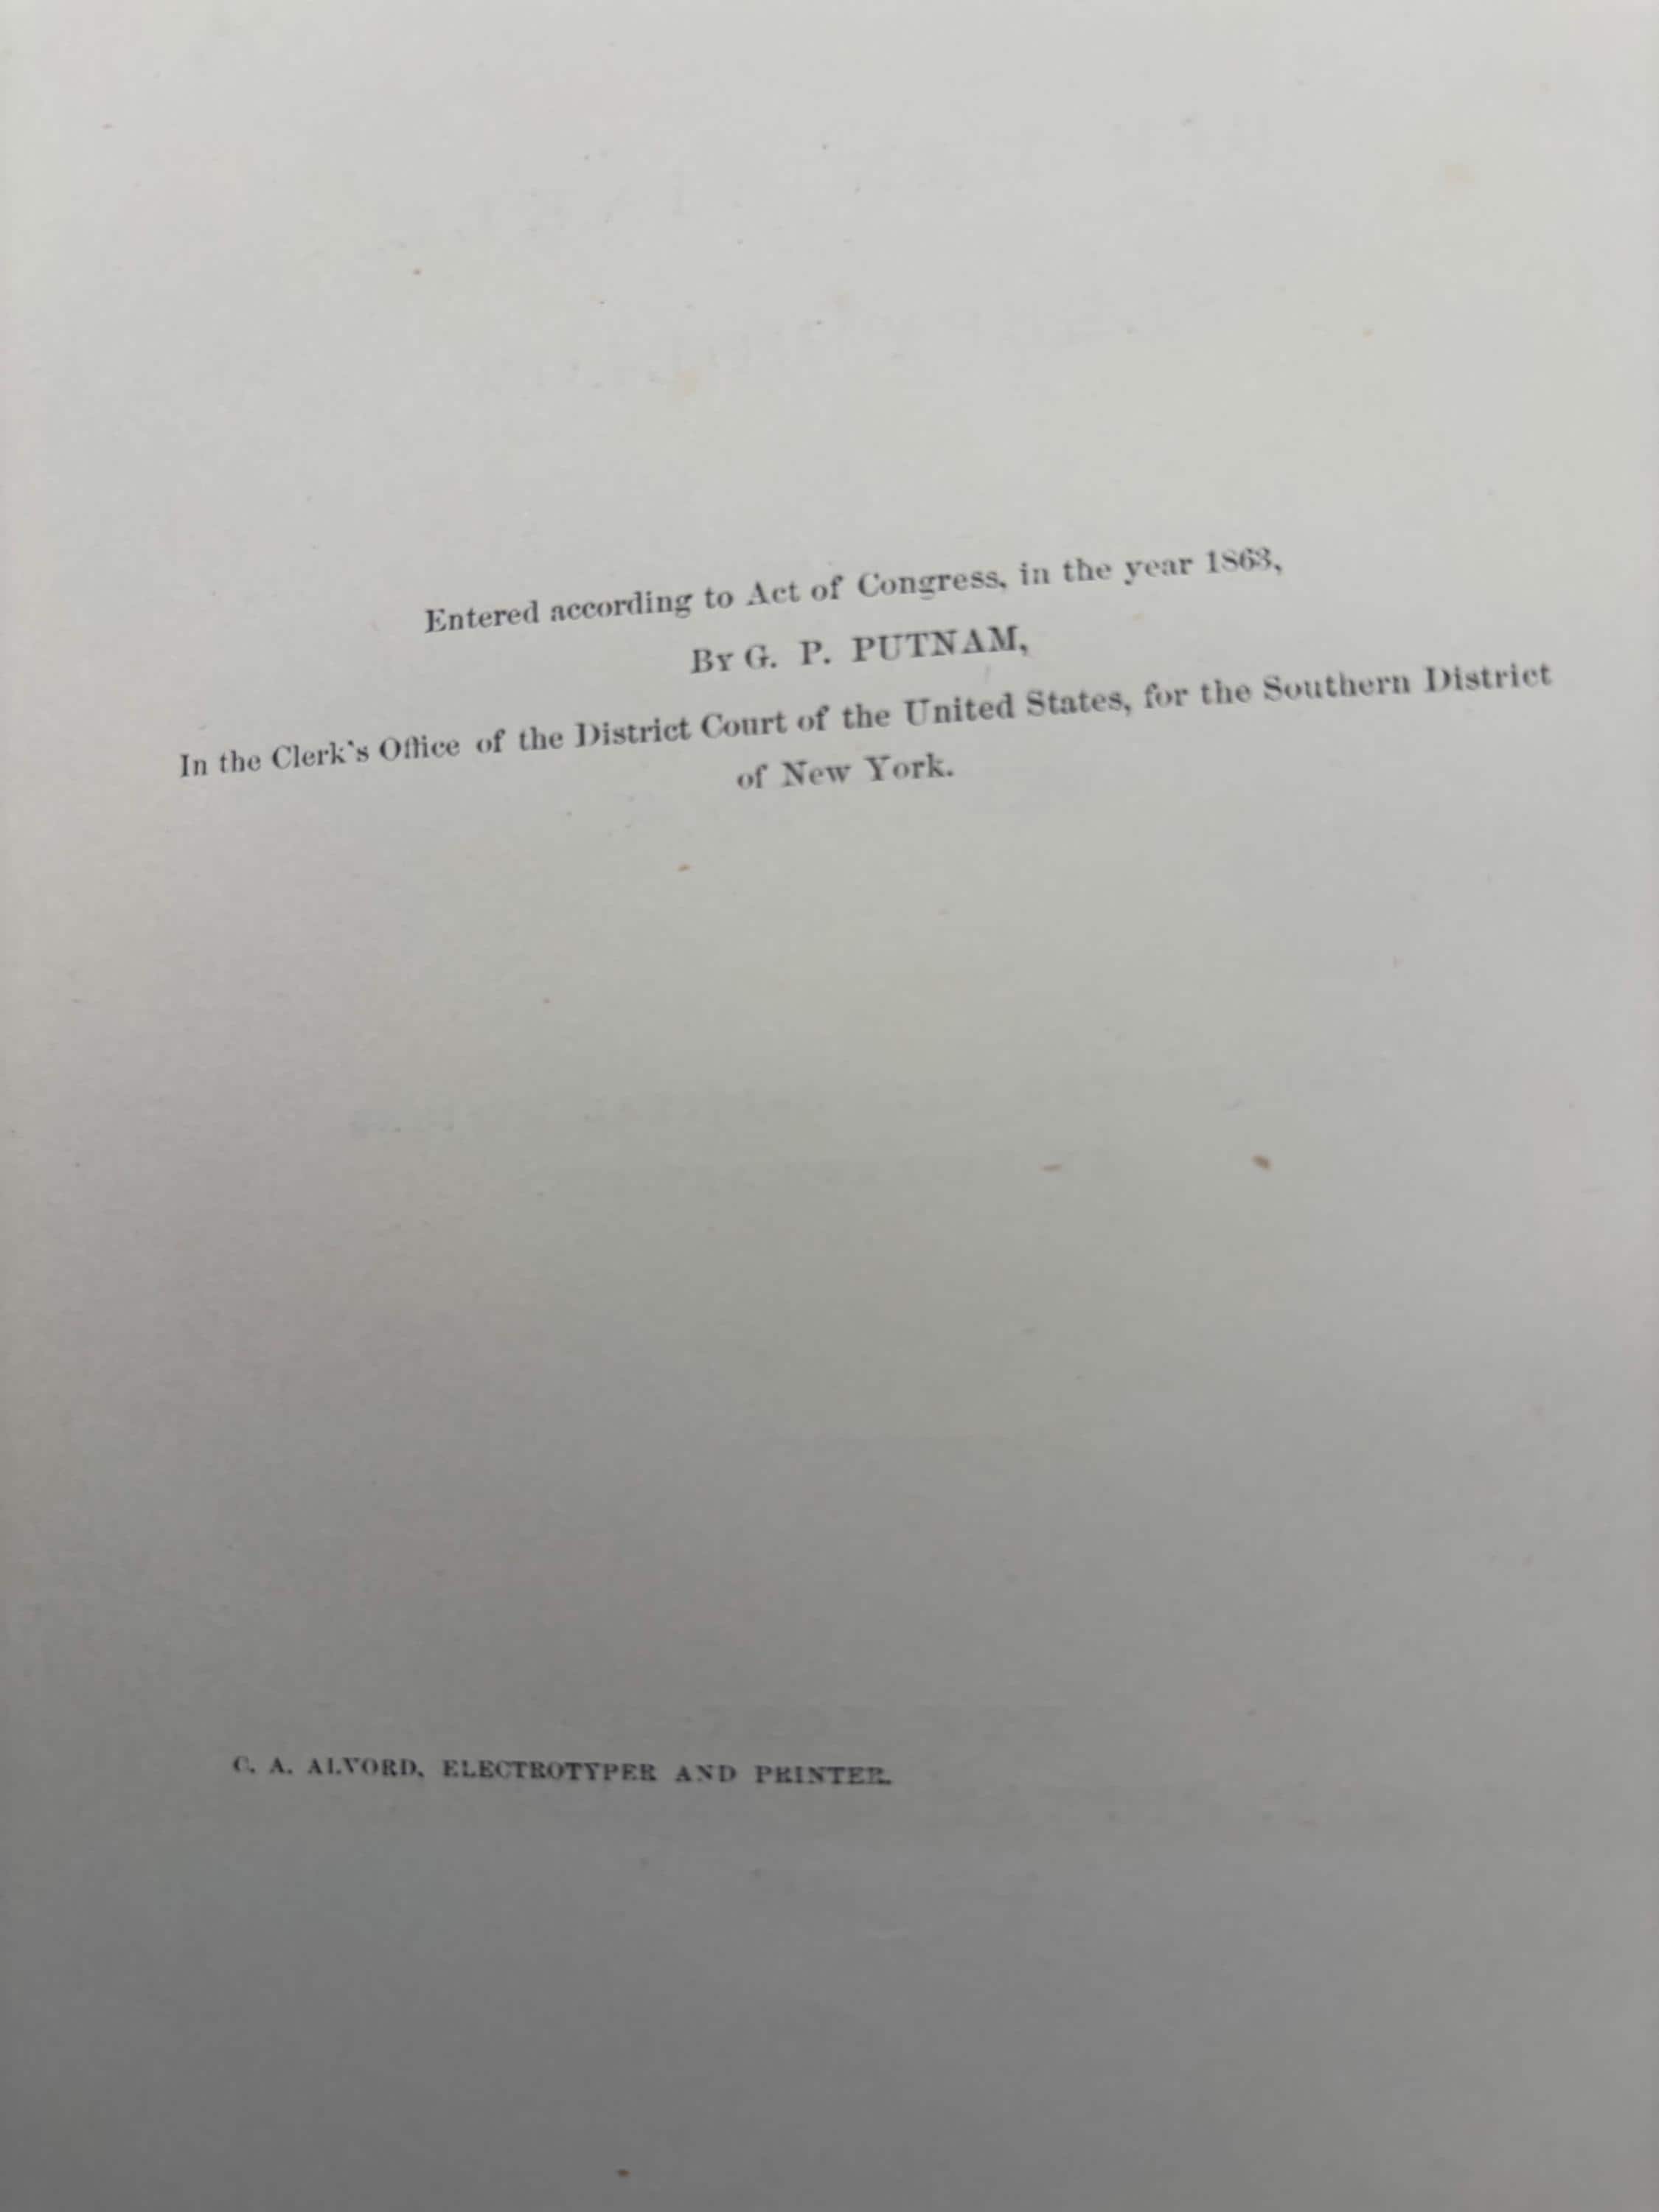 Entered according to Act of Congress, in the year 1863,
By G. P. PUTNAM,
In the Clerk's Office of the District Court of the United States, for the Southern District
of New York.
C. A. ALVORD, ELECTROTYPER AND PRINTER.